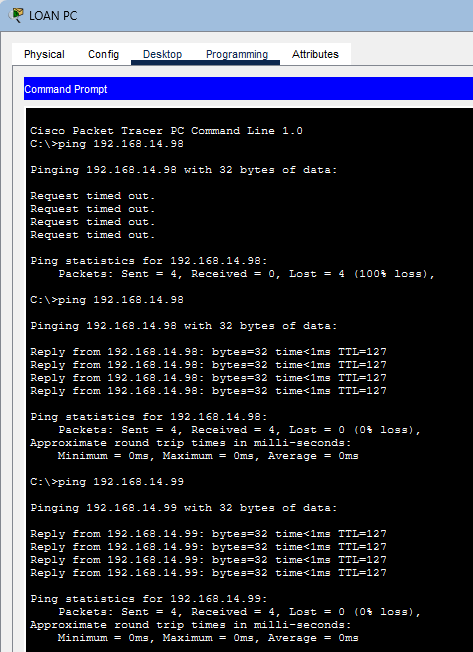 LOAN PC
Physical Config Desktop Programming Attributes
Command Prompt
Cisco Packet Tracer PC Command Line 1.0
C:\>ping 192.168.14.98
Pinging 192.168.14.98 with 32 bytes of data:
Request timed out.
Request timed out.
Request timed out.
Request timed out.
Ping statistics for 192.168.14.98:
Packets: Sent = 4, Received = 0, Lost = 4 (100% loss),
C:\>ping 192.168.14.98
Pinging 192.168.14.98 with 32 bytes of data:
Reply from 192.168.14.98: bytes=32 time<1ms TTL=127
Reply from 192.168.14.98: bytes=32 time<1ms TTL=127
Reply from 192.168.14.98: bytes=32 time<1ms TTL=127
Reply from 192.168.14.98: bytes=32 time<1ms TTL=127
Ping statistics for 192.168.14.98:
Packets: Sent = 4, Received = 4, Lost = 0 (0% loss),
Approximate round trip times in milli-seconds:
Minimum = 0ms, Maximum = 0ms, Average = 0ms
C:\>ping 192.168.14.99
Pinging 192.168.14.99 with 32 bytes of data:
Reply from 192.168.14.99: bytes=32 time<1ms TTL=127
Reply from 192.168.14.99: bytes=32 time<1ms TTL=127
Reply from 192.168.14.99: bytes=32 time<1ms TTL=127
Reply from 192.168.14.99: bytes=32 time<1ms TTL=127
Ping statistics for 192.168.14.99:
Packets: Sent = 4, Received = 4, Lost = 0 (0% loss),
Approximate round trip times in milli-seconds:
Minimum = 0ms, Maximum = 0ms, Average = 0ms